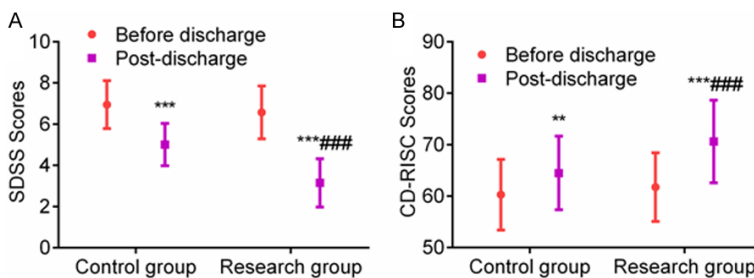 A
SDSS Scores
10
8
6
4
2
0
Before discharge
Post-discharge
***
***###
Control group
Research group
B
CD-RISC Scores
90
80
70
60
50
Before discharge
Post-discharge
**
***###
Control group
Research group